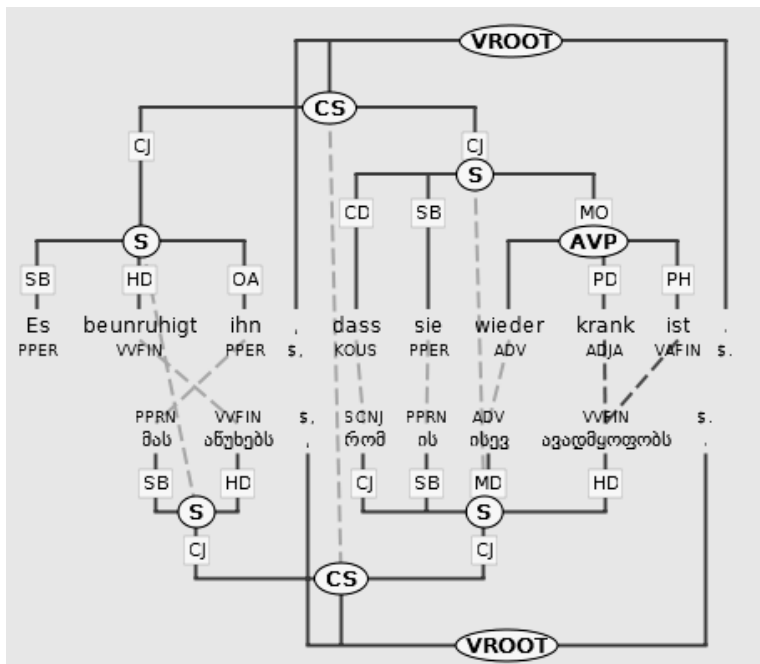 VROOT
CS
CJ CJ
S
CD SB MO
S AVP
SB HD OA PD PH
Es beunruhigt ihn , dass sie wieder krank ist .
PPER VVFIN PPER $, KOUS PPER ADV ADJA VAFIN $.
PPRN VVFIN $, SCNJ PPRN ADV VVFIN $.
მას აწუხებს , რომ ის ისევ ავადმყოფობს .
SB HD CJ SB MD HD
S S
CJ CJ
CS
VROOT